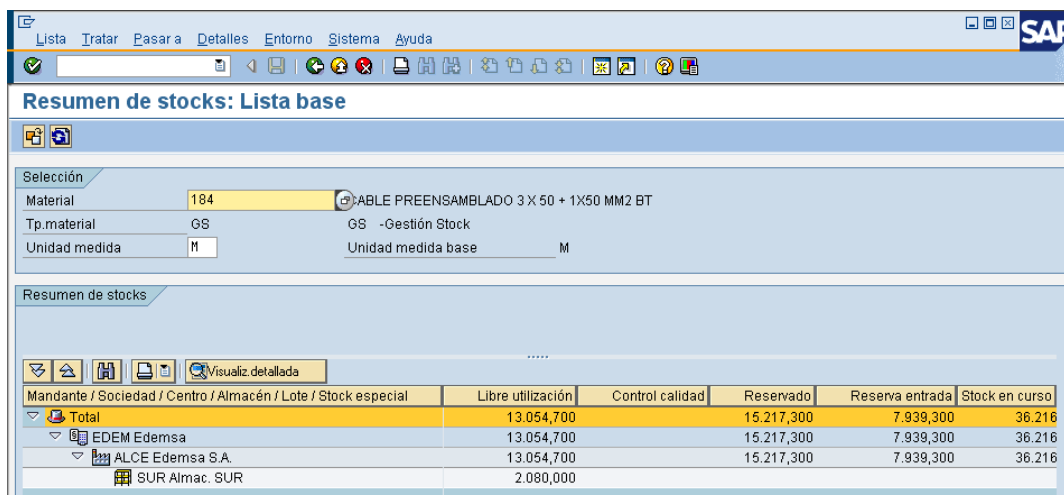 Lista Tratar Pasar a Detalles Entorno Sistema Ayuda
SAP
Resumen de stocks: Lista base
Selección
Material 184 CABLE PREENSAMBLADO 3 X 50 + 1X50 MM2 BT
Tp.material GS GS -Gestión Stock
Unidad medida M Unidad medida base M
Resumen de stocks
Visualiz.detallada
Mandante / Sociedad / Centro / Almacén / Lote / Stock especial Libre utilización Control calidad Reservado Reserva entrada Stock en curso
Total 13.054,700 15.217,300 7.939,300 36.216
EDEM Edemsa 13.054,700 15.217,300 7.939,300 36.216
ALCE Edemsa S.A. 13.054,700 15.217,300 7.939,300 36.216
SUR Almac. SUR 2.080,000